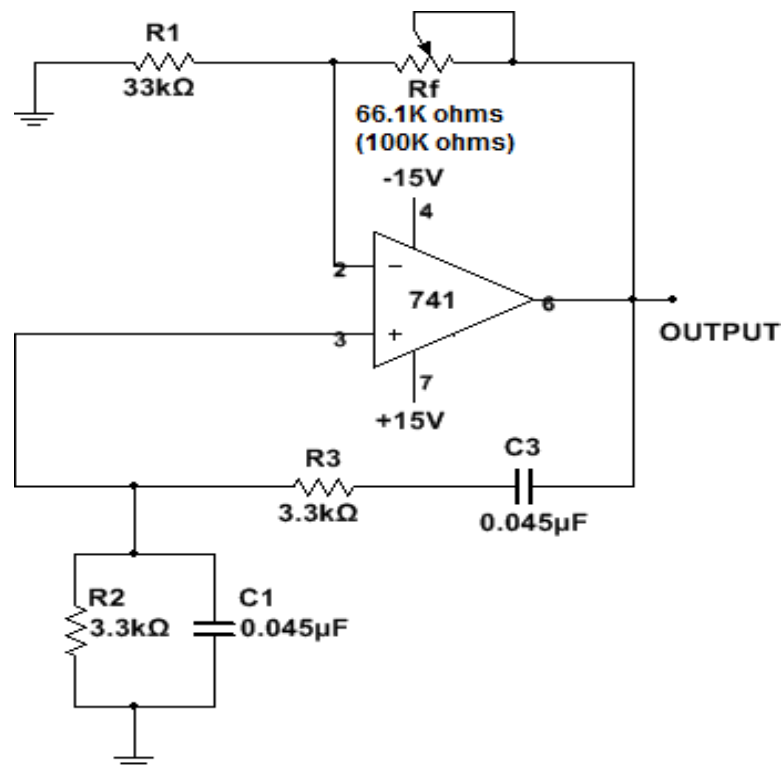 R1
33kΩ
Rf
66.1K ohms
(100K ohms)
-15V
4
2
−
741
6
3
+
OUTPUT
7
+15V
R3
3.3kΩ
C3
0.045µF
R2
3.3kΩ
C1
0.045µF